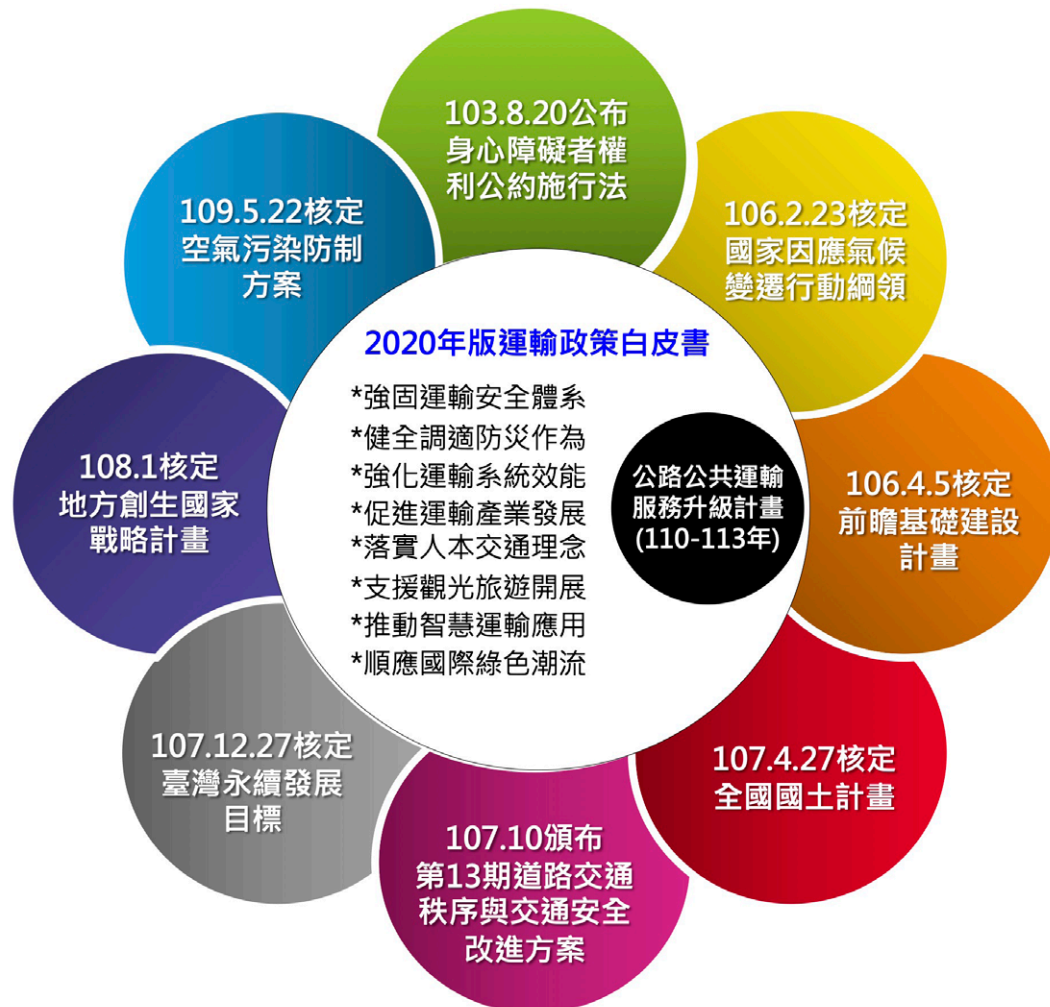 103.8.20公布
身心障礙者權
利公約施行法
106.2.23核定
國家因應氣候
變遷行動綱領
106.4.5核定
前瞻基礎建設
計畫
107.4.27核定
全國國土計畫
107.10頒布
第13期道路交通
秩序與交通安全
改進方案
107.12.27核定
臺灣永續發展
目標
108.1核定
地方創生國家
戰略計畫
109.5.22核定
空氣污染防制
方案
2020年版運輸政策白皮書
*強固運輸安全體系
*健全調適防災作為
*強化運輸系統效能
*促進運輸產業發展
*落實人本交通理念
*支援觀光旅遊開展
*推動智慧運輸應用
*順應國際綠色潮流
公路公共運輸
服務升級計畫
(110-113年)